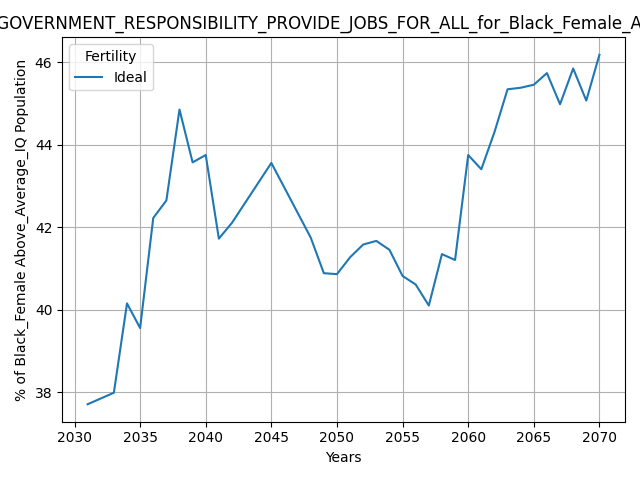 GOVERNMENT_RESPONSIBILITY_PROVIDE_JOBS_FOR_ALL_for_Black_Female_A
Fertility
Ideal
% of Black_Female Above_Average_IQ Population
46
44
42
40
38
2030 2035 2040 2045 2050 2055 2060 2065 2070
Years